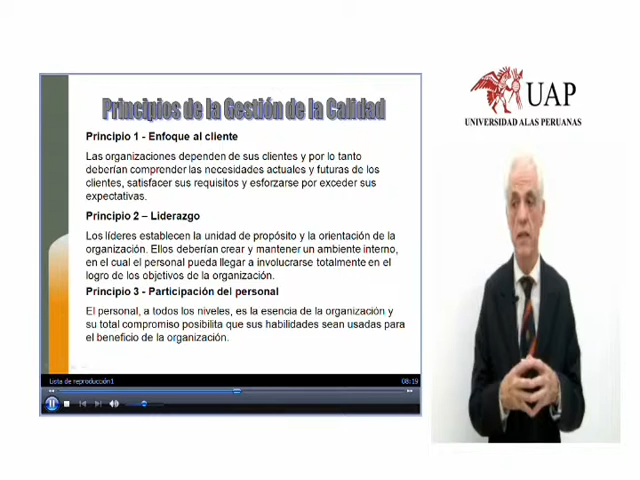 Principios de la Gestión de la Calidad
Principio 1 - Enfoque al cliente
Las organizaciones dependen de sus clientes y por lo tanto
deberían comprender las necesidades actuales y futuras de los
clientes, satisfacer sus requisitos y esforzarse por exceder sus
expectativas.
Principio 2 – Liderazgo
Los líderes establecen la unidad de propósito y la orientación de la
organización. Ellos deberían crear y mantener un ambiente interno,
en el cual el personal pueda llegar a involucrarse totalmente en el
logro de los objetivos de la organización.
Principio 3 - Participación del personal
El personal, a todos los niveles, es la esencia de la organización y
su total compromiso posibilita que sus habilidades sean usadas para
el beneficio de la organización.
Lista de reproducción1
08:19
UAP
UNIVERSIDAD ALAS PERUANAS